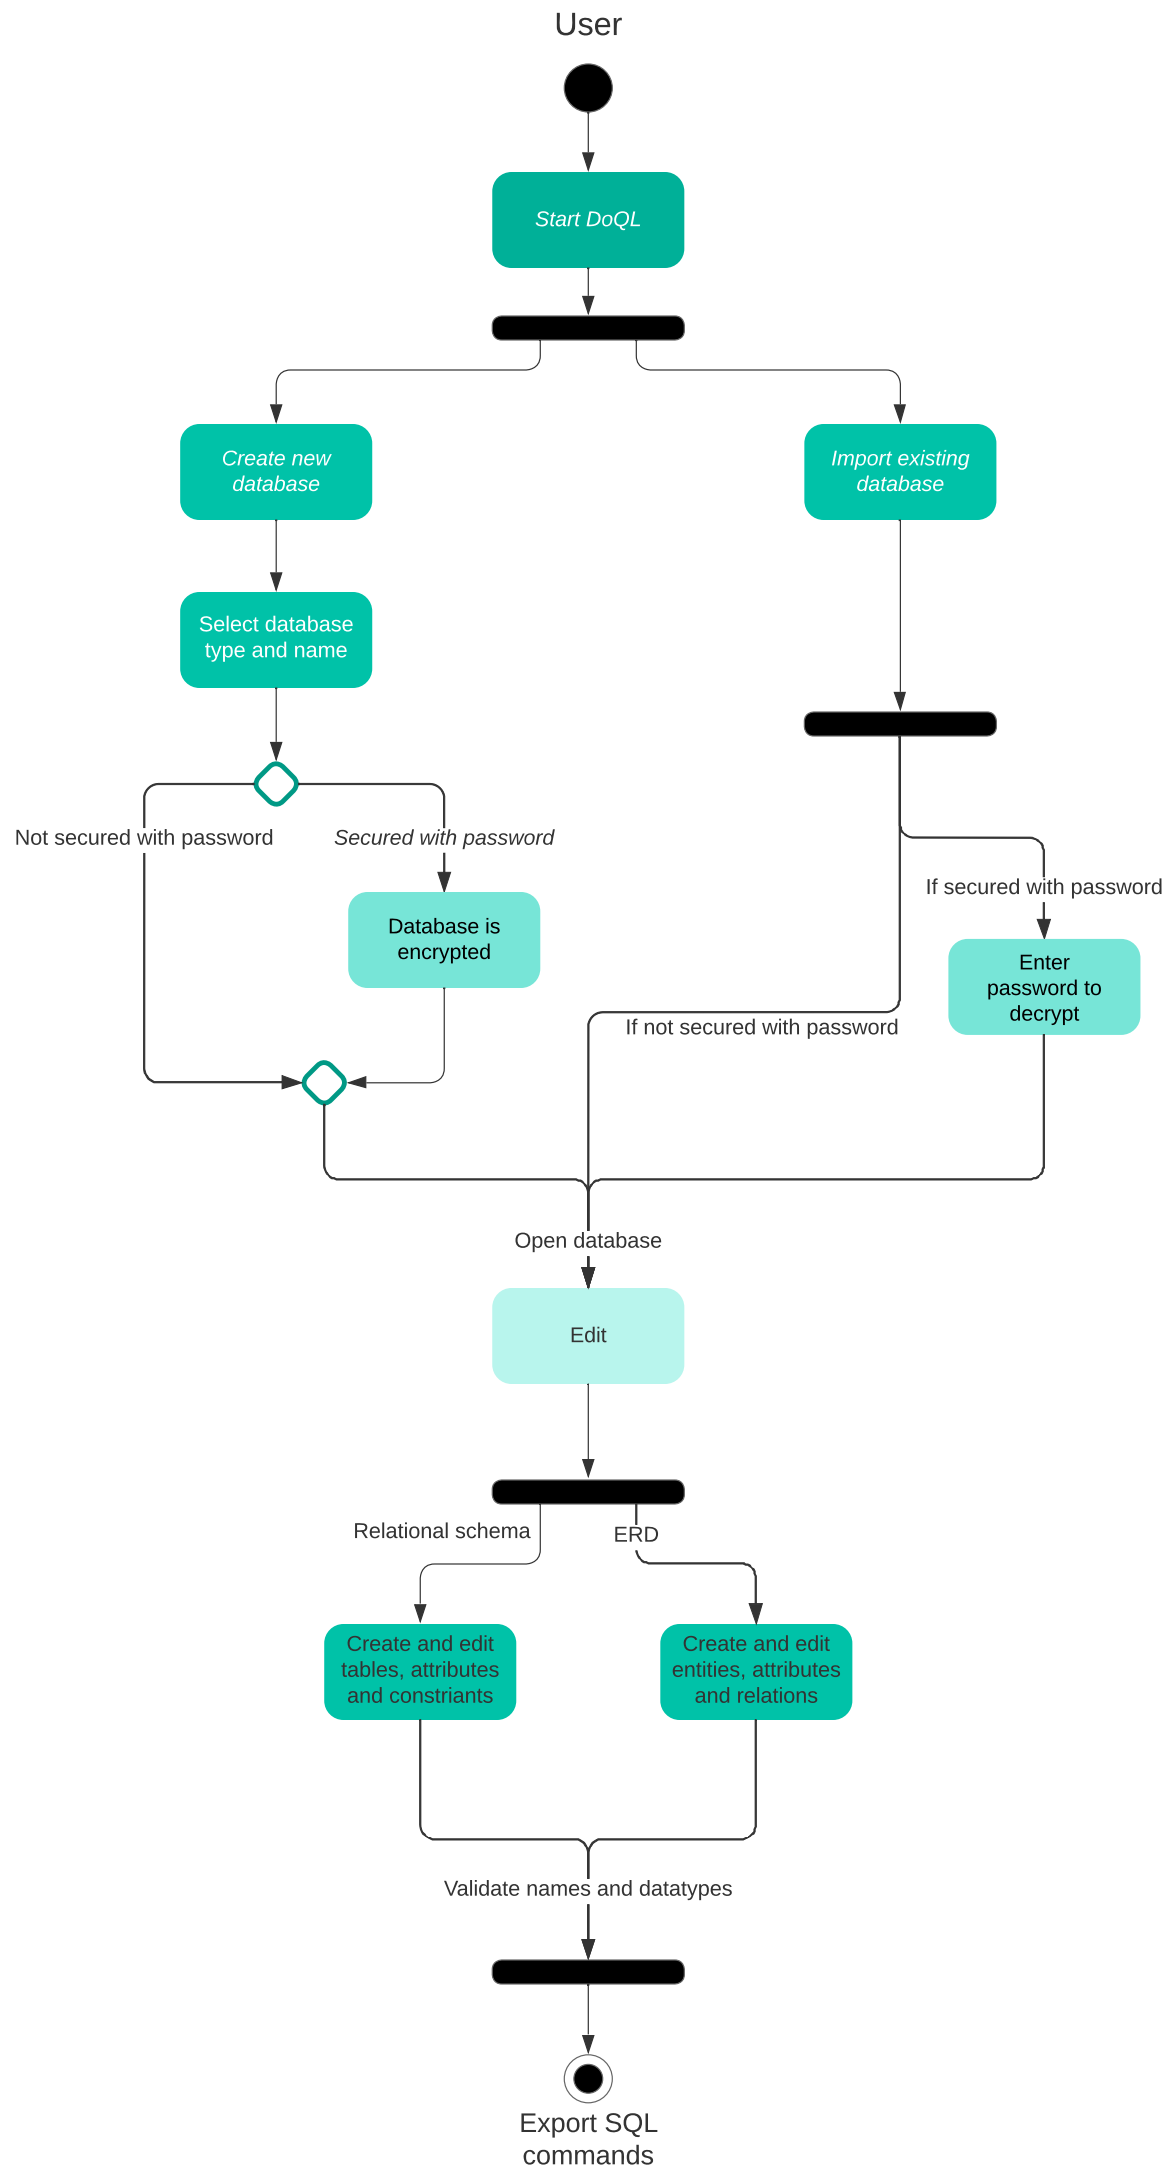 User
Start DoQL
Create new
database
Import existing
database
Select database
type and name
Not secured with password
Secured with password
If secured with password
Database is
encrypted
Enter
password to
decrypt
If not secured with password
Open database
Edit
Relational schema
ERD
Create and edit
tables, attributes
and constriants
Create and edit
entities, attributes
and relations
Validate names and datatypes
Export SQL
commands